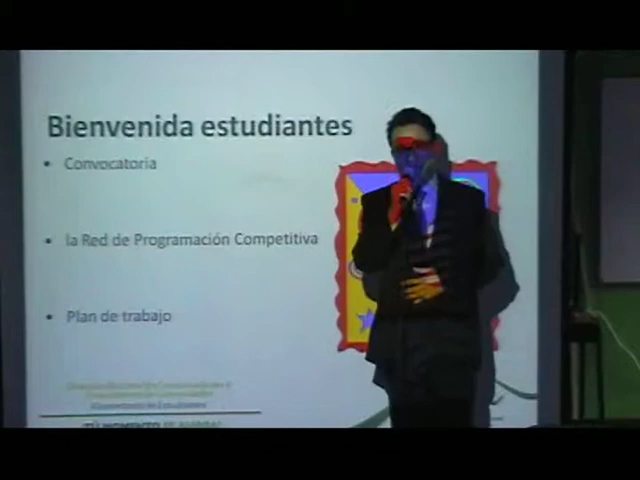 Bienvenida estudiantes
• Convocatoria
• la Red de Programación Competitiva
• Plan de trabajo